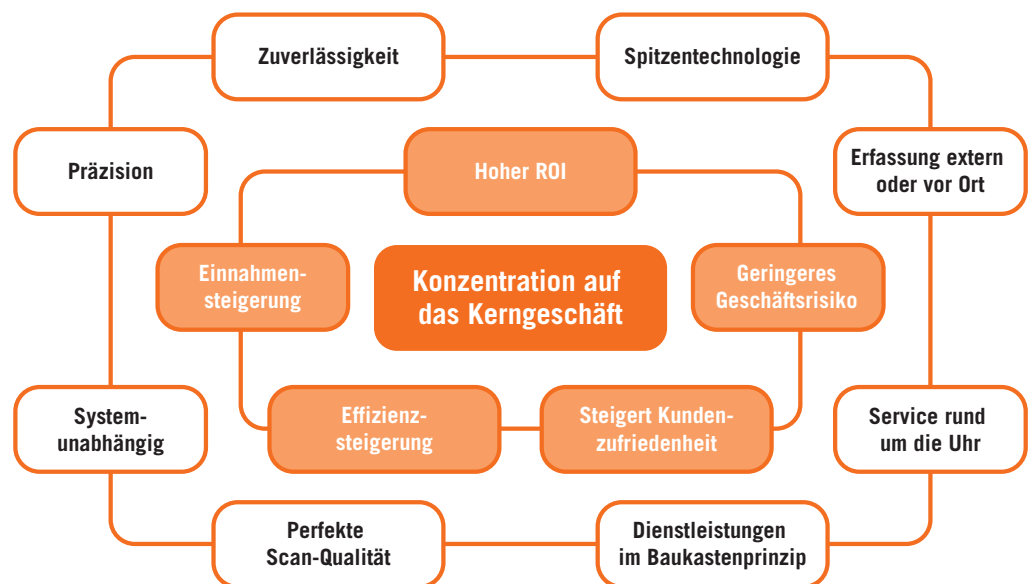 Zuverlässigkeit
Spitzentechnologie
Präzision
Hoher ROI
Erfassung extern
oder vor Ort
Einnahmen-
steigerung
Konzentration auf
das Kerngeschäft
Geringeres
Geschäftsrisiko
System-
unabhängig
Effizienz-
steigerung
Steigert Kunden-
zufriedenheit
Service rund
um die Uhr
Perfekte
Scan-Qualität
Dienstleistungen
im Baukastenprinzip